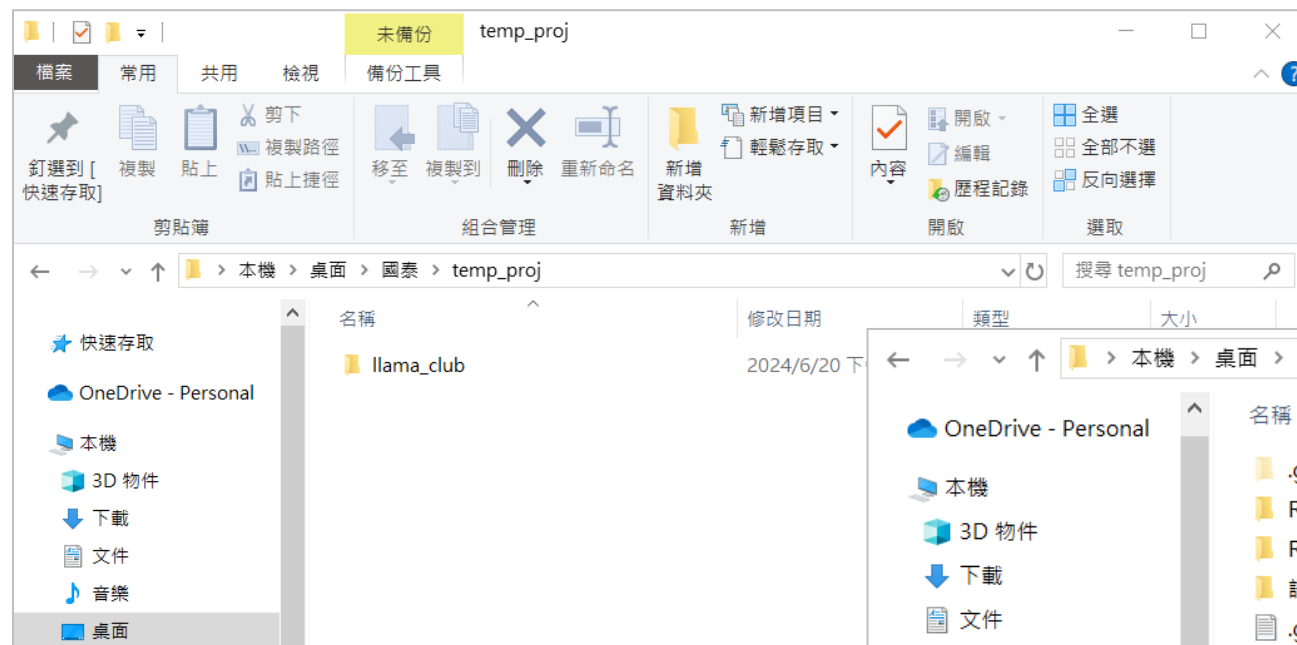 未備份 temp_proj
檔案 常用 共用 檢視 備份工具
釘選到 [
快速存取]
複製
貼上
剪下
複製路徑
貼上捷徑
剪貼簿
移至
複製到
刪除
重新命名
組合管理
新增
資料夾
新增項目
輕鬆存取
新增
內容
開啟
編輯
歷程記錄
開啟
全選
全部不選
反向選擇
選取
本機 > 桌面 > 國泰 > temp_proj
搜尋 temp_proj
名稱 修改日期 類型 大小
llama_club 2024/6/20 下
快速存取
OneDrive - Personal
本機
3D 物件
下載
文件
音樂
桌面
本機 > 桌面 >
名稱
OneDrive - Personal
本機
3D 物件
下載
文件